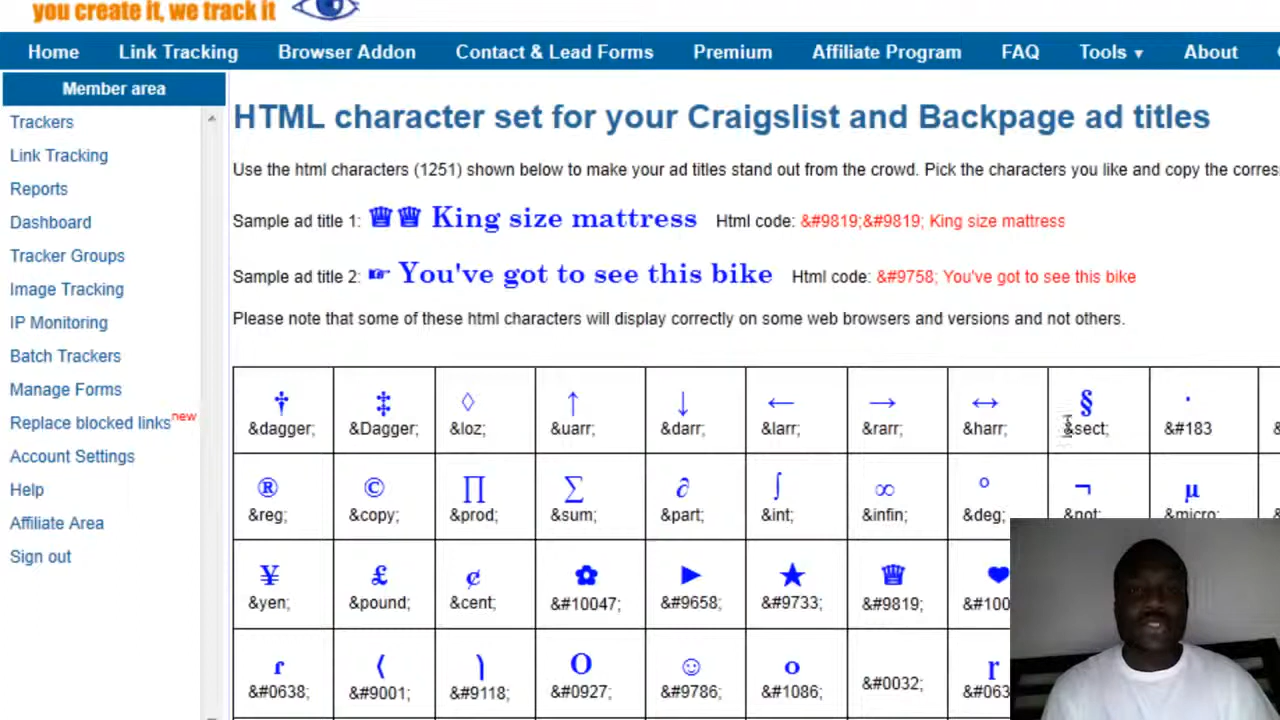 you create it, we track it
Home Link Tracking Browser Addon Contact & Lead Forms Premium Affiliate Program FAQ Tools ▼ About
Member area
Trackers
Link Tracking
Reports
Dashboard
Tracker Groups
Image Tracking
IP Monitoring
Batch Trackers
Manage Forms
Replace blocked links new
Account Settings
Help
Affiliate Area
Sign out
HTML character set for your Craigslist and Backpage ad titles
Use the html characters (1251) shown below to make your ad titles stand out from the crowd. Pick the characters you like and copy the
Sample ad title 1: ♛♛ King size mattress Html code: &#9819;&#9819; King size mattress
Sample ad title 2: ☞ You've got to see this bike Html code: &#9758; You've got to see this bike
Please note that some of these html characters will display correctly on some web browsers and versions and not others.
† ‡ ◊ ↑ ↓ ← → ↔ § ·
&dagger; &Dagger; &loz; &uarr; &darr; &larr; &rarr; &harr; &sect; &#183
® © ∏ ∑ ∂ ∫ ∞ ° ¬ µ
&reg; &copy; &prod; &sum; &part; &int; &infin; &deg; &not; &micro;
¥ £ ¢ ✿ ► ★ ♛ ❤
&yen; &pound; &cent; &#10047; &#9658; &#9733; &#9819; &#100
ɾ 〈 ⎞ Ο ☺ о ɿ
&#0638; &#9001; &#9118; &#0927; &#9786; &#1086; &#0032; &#063